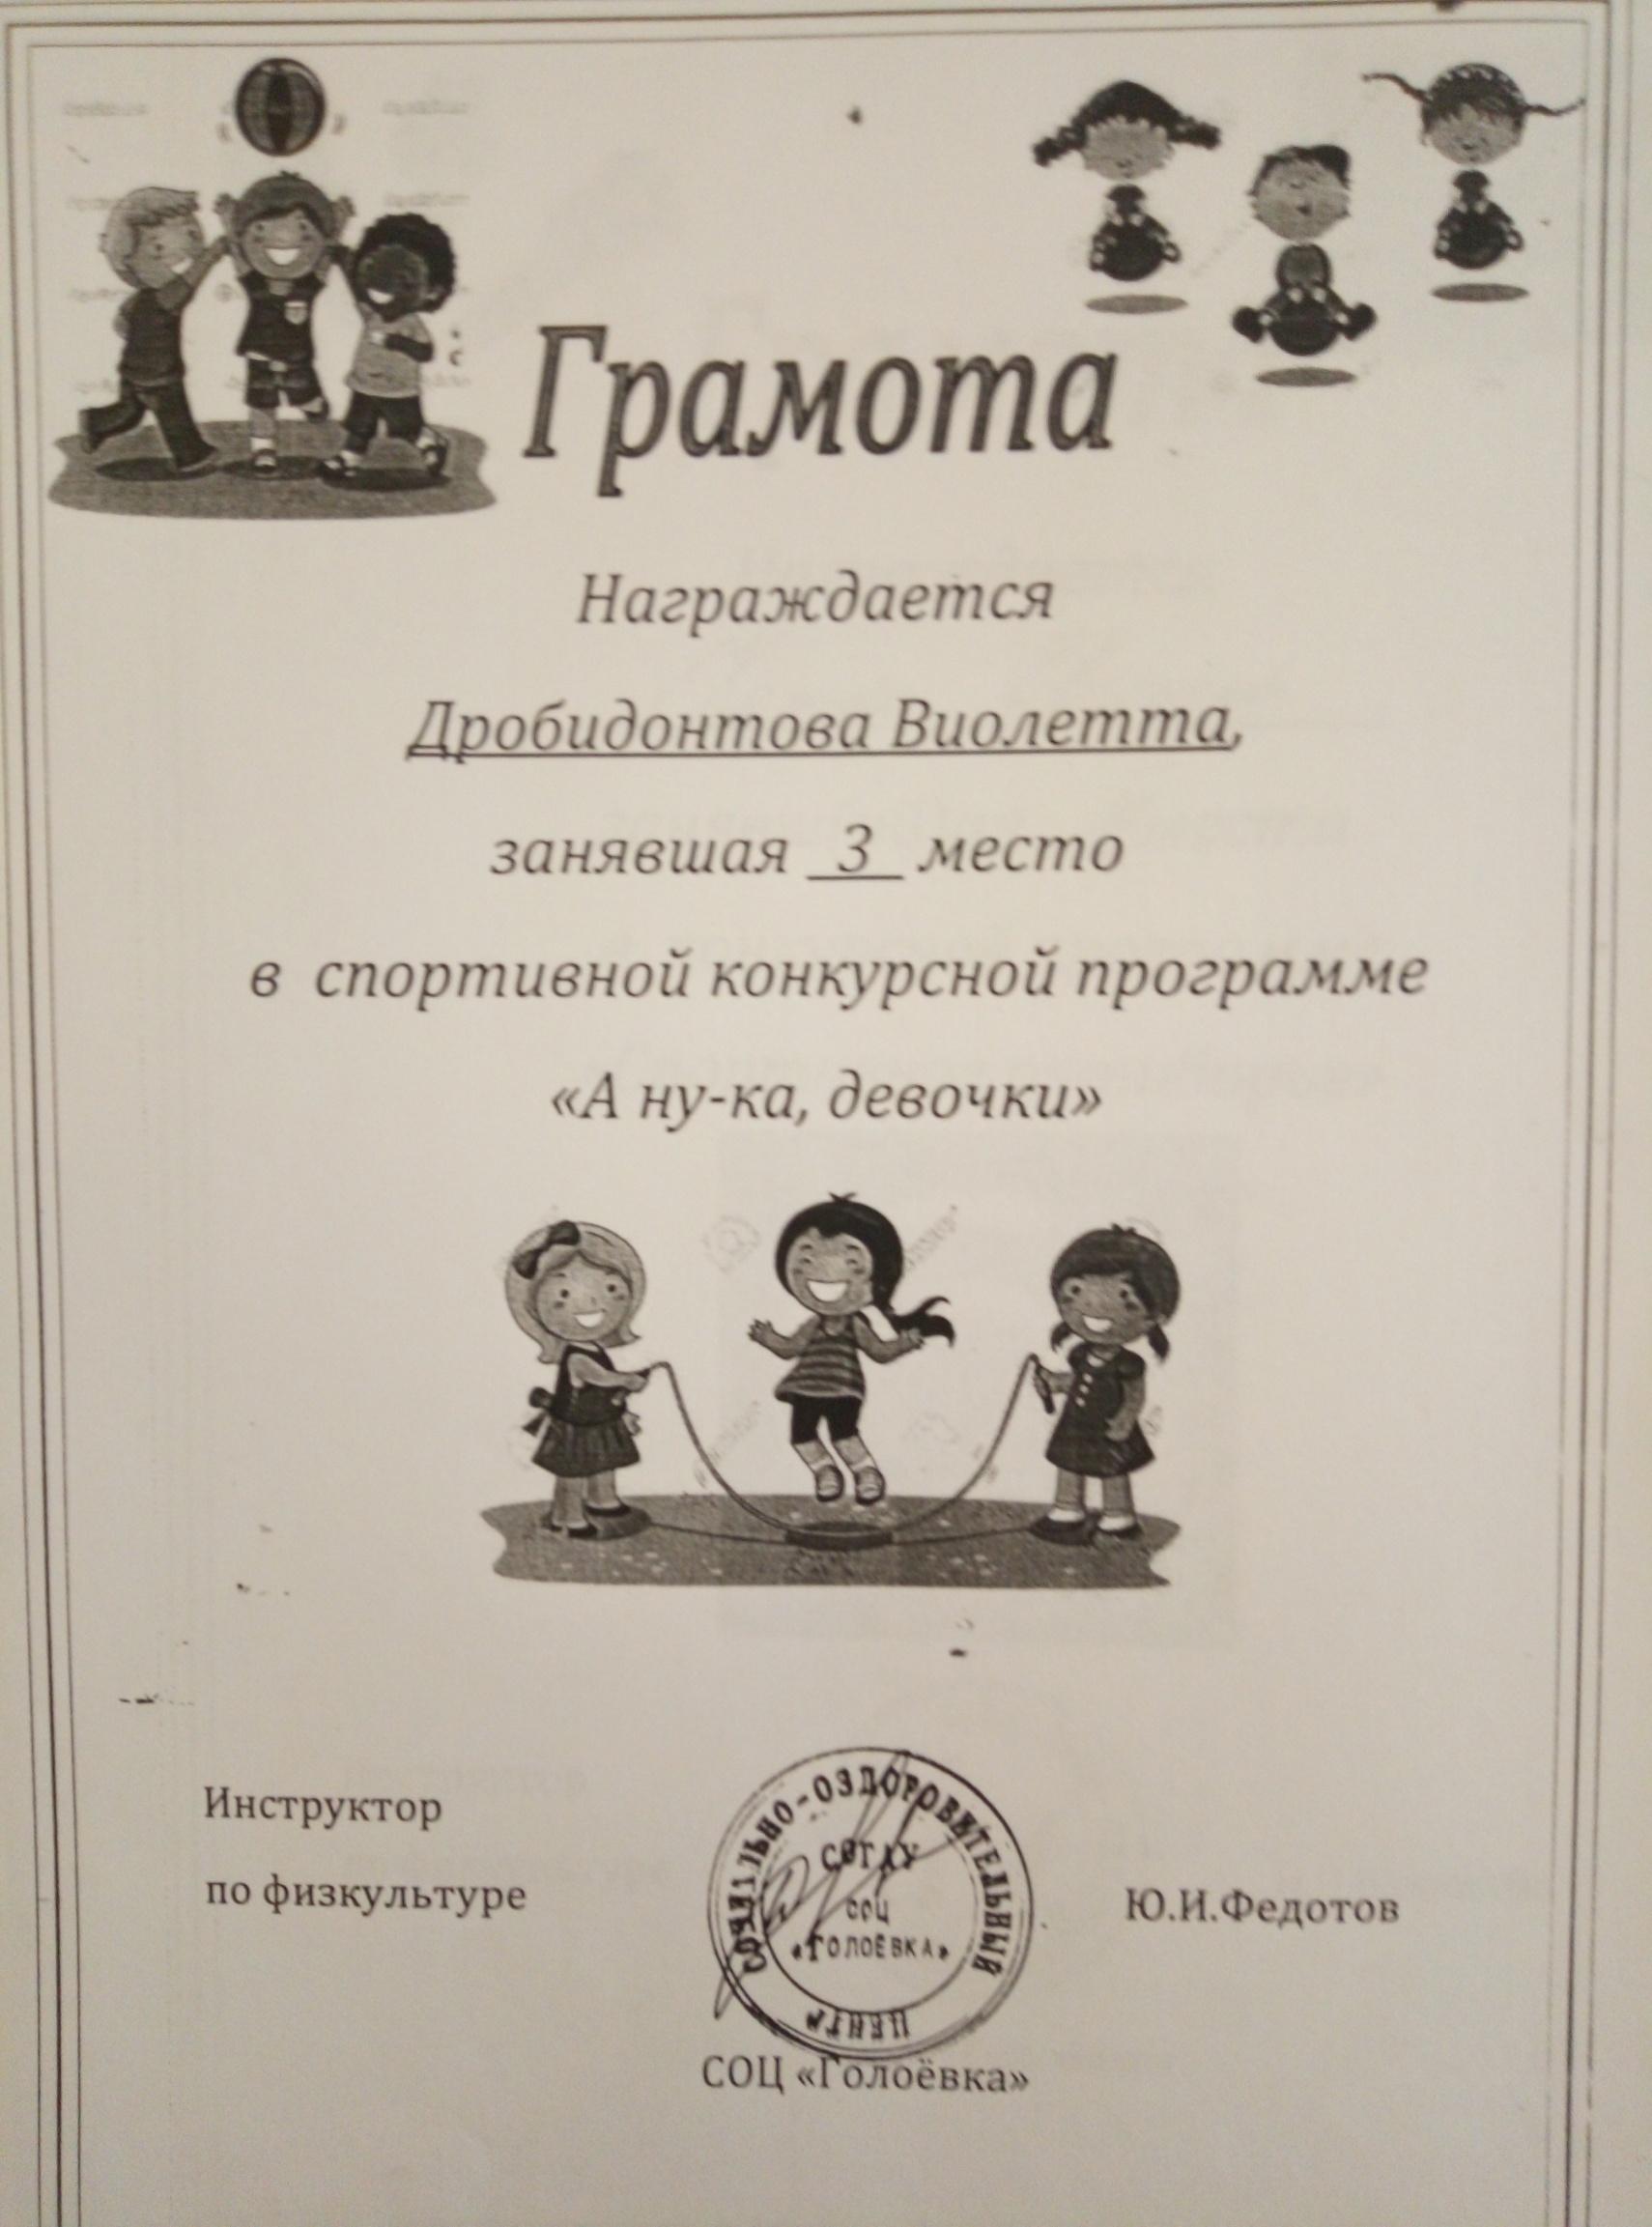 Грамота
Награждается
Дробидонтова Виолетта,
занявшая 3 место
в спортивной конкурсной программе
«А ну-ка, девочки»
Инструктор
по физкультуре
СОЦИАЛЬНО-ОЗДОРОВИТЕЛЬНЫЙ
ЦЕНТР
СОГАУ
СОЦ
«ГОЛОЁВКА»
Ю.И.Федотов
СОЦ «Голоёвка»